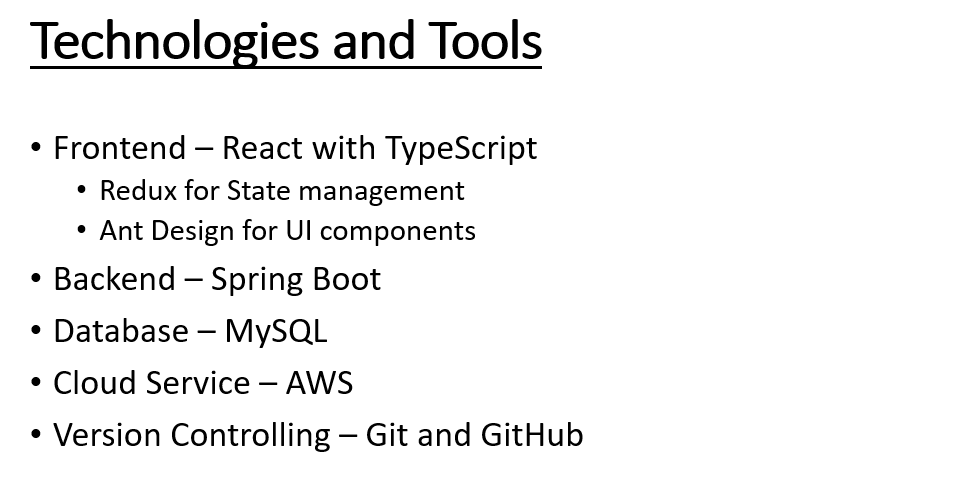 Technologies and Tools
• Frontend – React with TypeScript
• Redux for State management
• Ant Design for UI components
• Backend – Spring Boot
• Database – MySQL
• Cloud Service – AWS
• Version Controlling – Git and GitHub